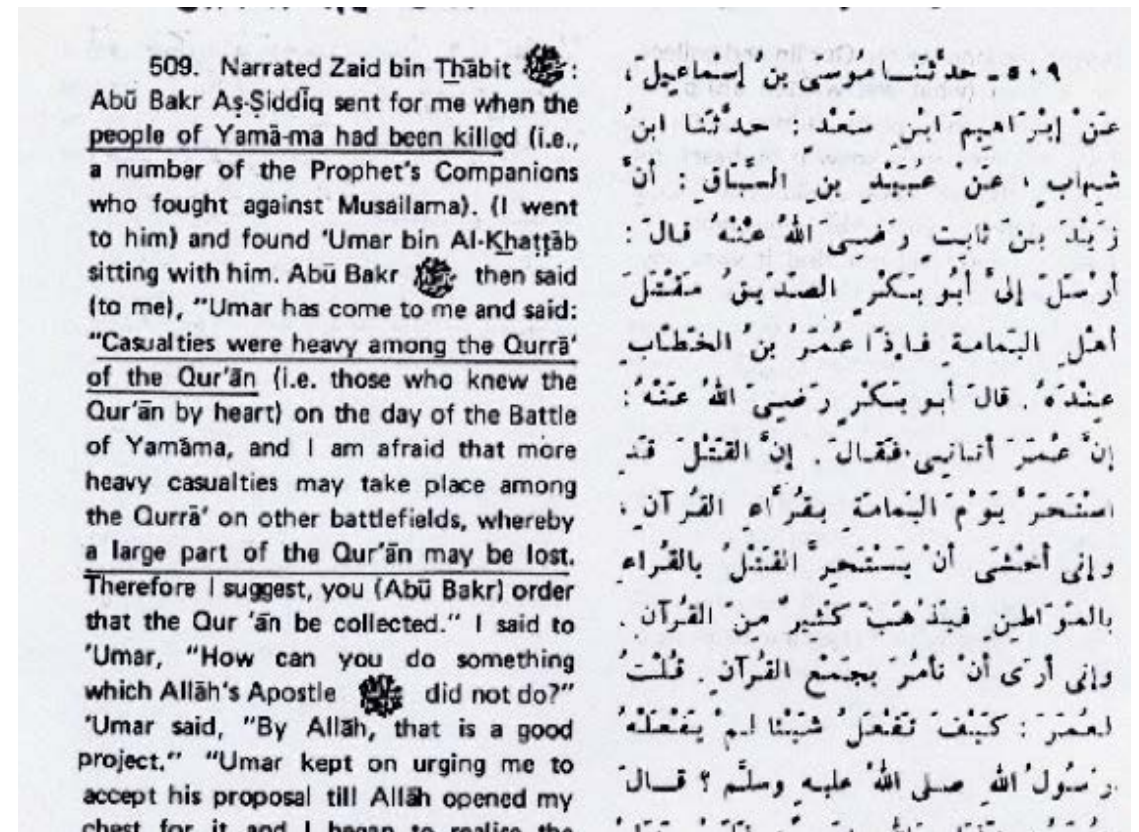 509. Narrated Zaid bin Thābit :
Abū Bakr Aṣ-Ṣiddīq sent for me when the
people of Yamā-ma had been killed (i.e.,
a number of the Prophet's Companions
who fought against Musailama). (I went
to him) and found 'Umar bin Al-Khaṭṭāb
sitting with him. Abū Bakr then said
(to me), "Umar has come to me and said:
"Casualties were heavy among the Qurrā'
of the Qur'ān (i.e. those who knew the
Qur'ān by heart) on the day of the Battle
of Yamāma, and I am afraid that more
heavy casualties may take place among
the Qurrā' on other battlefields, whereby
a large part of the Qur'ān may be lost.
Therefore I suggest, you (Abū Bakr) order
that the Qur 'ān be collected." I said to
'Umar, "How can you do something
which Allāh's Apostle did not do?"
'Umar said, "By Allāh, that is a good
project." "Umar kept on urging me to
accept his proposal till Allāh opened my
chest for it and I began to realise the
٥٠٩ - حدثنا موسى بن إسماعيل ،
عن إبراهيم ابن سعد : حدثنا ابن
شهاب ، عن عبيد بن السباق : أن
زيد بن ثابت رضي الله عنه قال :
أرسل إلى أبو بكر الصديق مقتل
أهل اليمامة فإذا عمر بن الخطاب
عنده . قال أبو بكر رضي الله عنه :
إن عمر أتاني فقال . إن القتل قد
استحر يوم اليمامة بقراء القرآن ،
وإنى أخشى أن يستحر القتل بالقراء
بالمواطن فيذهب كثير من القرآن .
وإنى أرى أن تأمر بجمع القرآن . قلت
لعمر : كيف تفعل شيئا لم يفعله
رسول الله صلى الله عليه وسلم ؟ قال